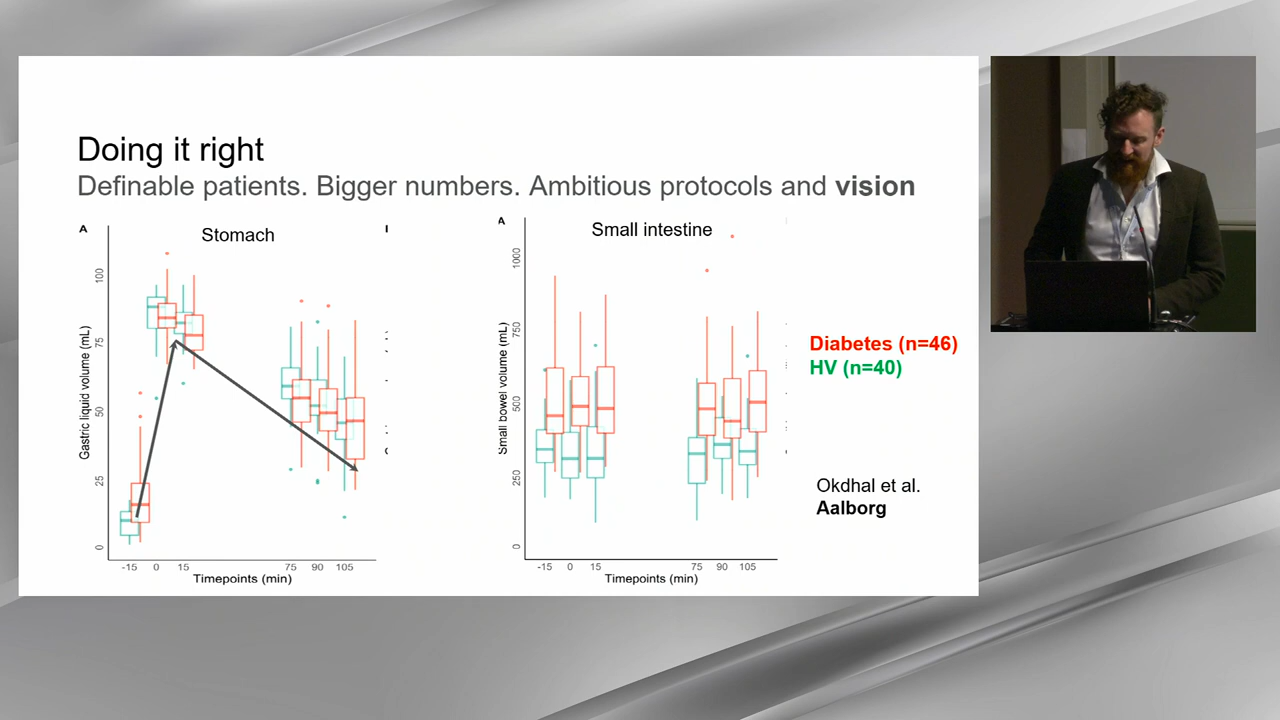 Doing it right
Definable patients. Bigger numbers. Ambitious protocols and vision
A
Stomach
Gastric liquid volume (mL)
100
75
50
25
0
-15 0 15 75 90 105
Timepoints (min)
A
Small intestine
Small bowel volume (mL)
1000
750
500
250
0
-15 0 15 75 90 105
Timepoints (min)
Diabetes (n=46)
HV (n=40)
Okdhal et al.
Aalborg